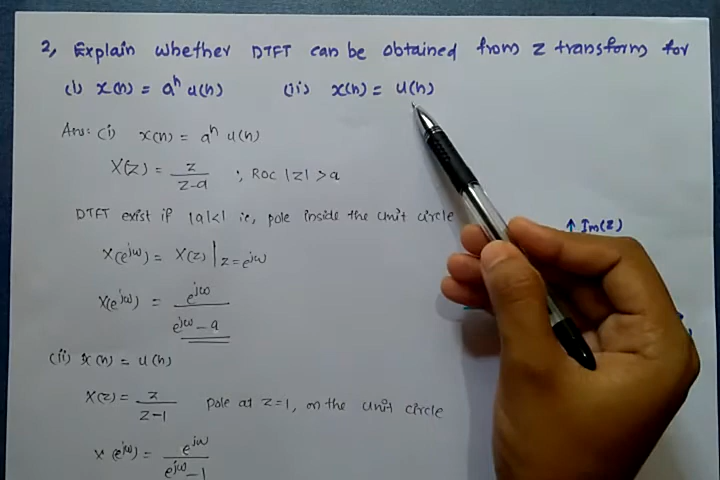 2, Explain whether DTFT can be obtained from Z transform for
(i) x(n) = aⁿ u(n) (ii) x(n) = u(n)
Ans: (i) x(n) = aⁿ u(n)
X(z) = z / z-a ; ROC |z| > a
DTFT exist if |a|<| ie, pole inside the unit circle
X(e^jω) = X(z) | z = e^jω
X(e^jω) = e^jω / e^jω - a
↑ Im(z)
(ii) x(n) = u(n)
X(z) = z / z-1 pole at z=1, on the unit circle
X(e^jω) = e^jω / e^jω - 1